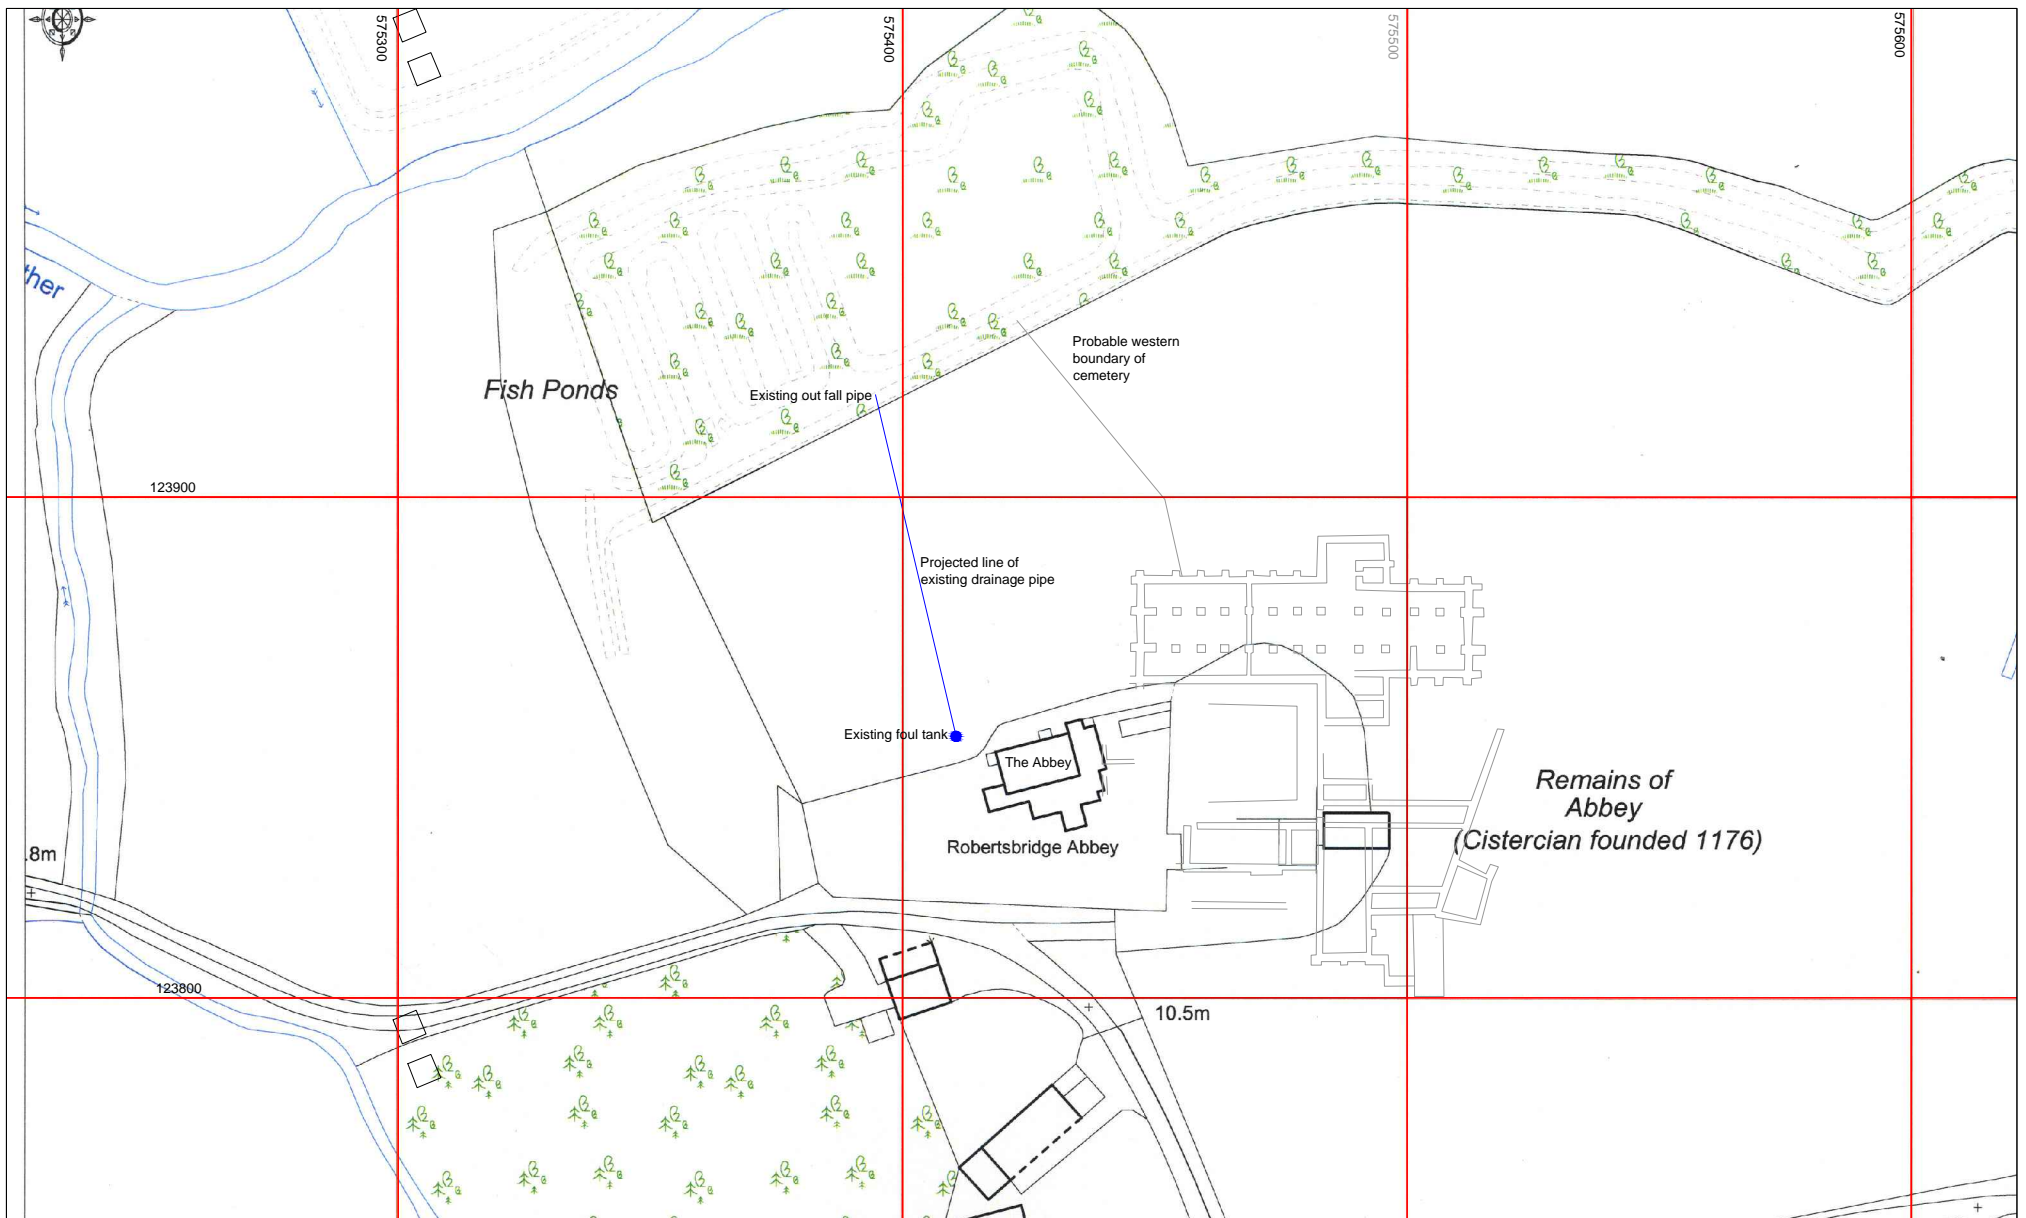 575300
575400
575500
575600
ther
Probable western
boundary of
cemetery
Fish Ponds
Existing out fall pipe
123900
Projected line of
existing drainage pipe
Existing foul tank
The Abbey
Remains of
Abbey
(Cistercian founded 1176)
Robertsbridge Abbey
.8m
123800
10.5m